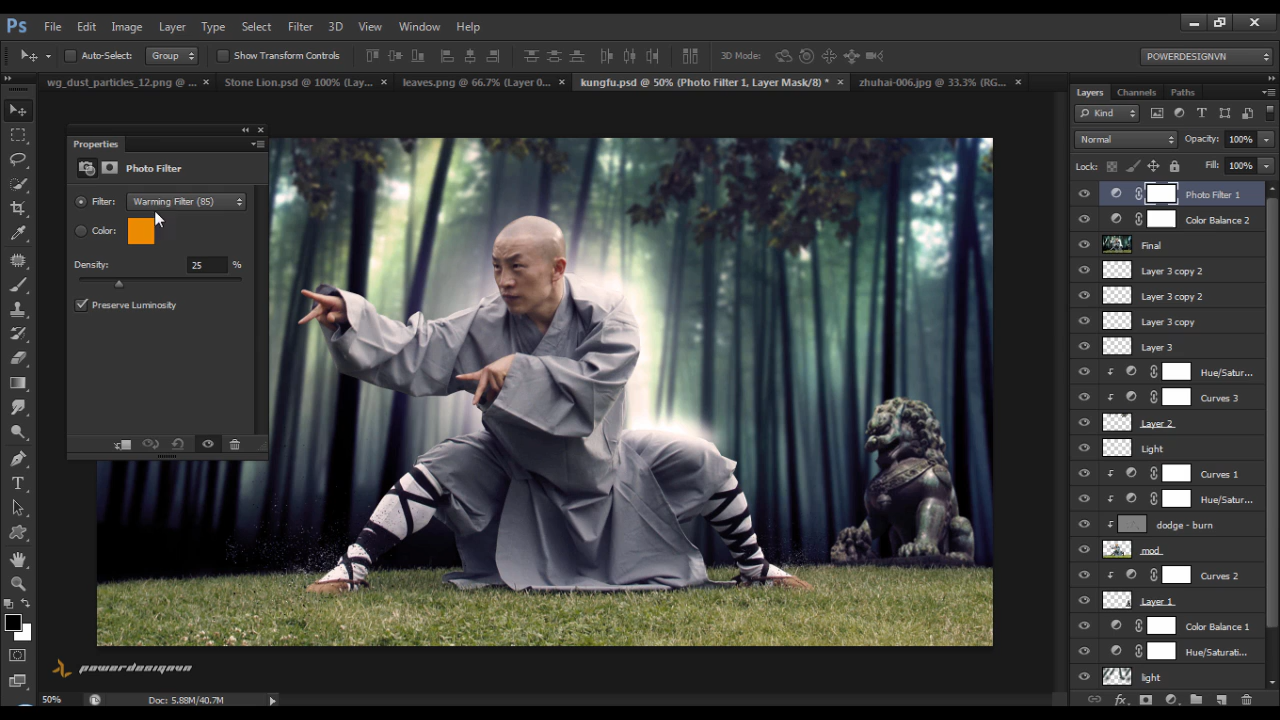 Ps File Edit Image Layer Type Select Filter 3D View Window Help
Auto-Select: Group Show Transform Controls 3D Mode: POWERDESIGNVN
wg_dust_particles_12.png @ ... × Stone Lion.psd @ 100% (Lay... × leaves.png @ 66.7% (Layer 0... × kungfu.psd @ 50% (Photo Filter 1, Layer Mask/8) * × zhuhai-006.jpg @ 33.3% (RG... ×
Properties
Photo Filter
Filter: Warming Filter (85)
Color:
Density: 25 %
Preserve Luminosity
Layers Channels Paths
Kind
Normal Opacity: 100%
Lock: Fill: 100%
Photo Filter 1
Color Balance 2
Final
Layer 3 copy 2
Layer 3 copy 2
Layer 3 copy
Layer 3
Hue/Satur...
Curves 3
Layer 2
Light
Curves 1
Hue/Satur...
dodge - burn
mod
Curves 2
Layer 1
Color Balance 1
Hue/Saturati...
light
powerdesignvn
50% Doc: 5.88M/40.7M